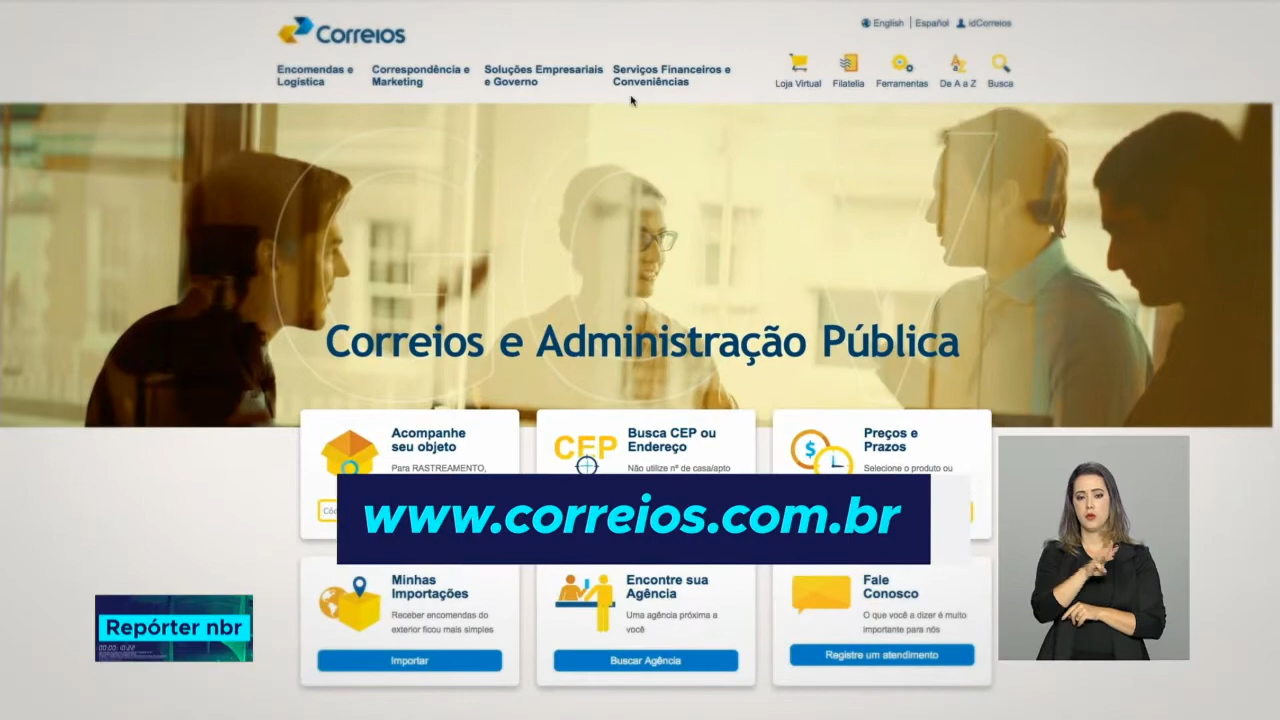 Correios
English | Español idCorreios
Encomendas e
Logística
Correspondência e
Marketing
Soluções Empresariais
e Governo
Serviços Financeiros e
Conveniências
Loja Virtual
Filatelia
Ferramentas
De A a Z
Busca
GOV
Correios e Administração Pública
Acompanhe
seu objeto
Para RASTREAMENTO,
CEP
Busca CEP ou
Endereço
Não utilize nº de casa/apto
Preços e
Prazos
Selecione o produto ou
www.correios.com.br
Minhas
Importações
Receber encomendas do
exterior ficou mais simples
Importar
Encontre sua
Agência
Uma agência próxima a
você
Buscar Agência
Fale
Conosco
O que você a dizer é muito
importante para nós
Registre um atendimento
Repórter nbr